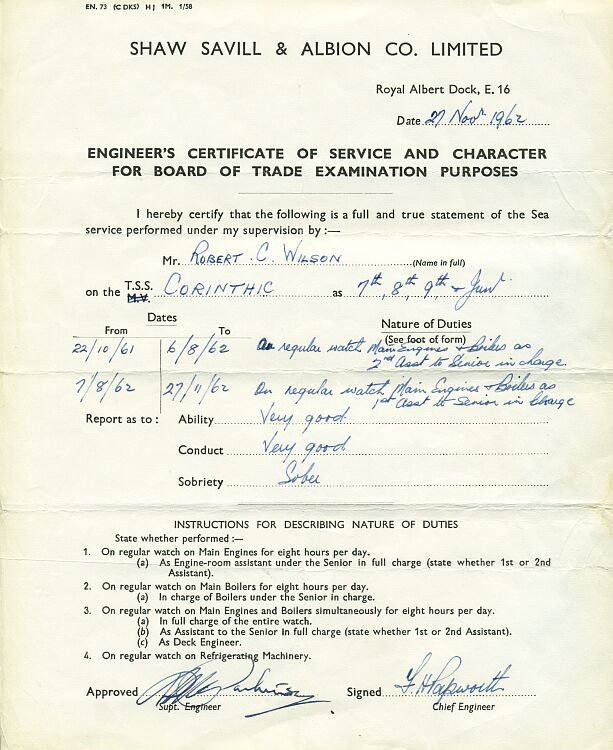 EN. 73 (C DKS) H J 1M. 1/58
SHAW SAVILL & ALBION CO. LIMITED
Royal Albert Dock, E. 16
Date 27 Novr 1962
ENGINEER'S CERTIFICATE OF SERVICE AND CHARACTER
FOR BOARD OF TRADE EXAMINATION PURPOSES
I hereby certify that the following is a full and true statement of the Sea
service performed under my supervision by :—
Mr. ROBERT . C. WILSON (Name in full)
on the T.S.S. M.V. CORINTHIC as 7th, 8th, 9th, + Junr.
Dates Nature of Duties
From To (See foot of form)
22/10/61 6/8/62 On regular watch Main Engines + Boilers as
2nd Asst to Senior in charge.
7/8/62 27/11/62 On regular watch Main Engines + Boilers as
1st Asst to Senior in Charge
Report as to : Ability Very good
Conduct Very good
Sobriety Sober
INSTRUCTIONS FOR DESCRIBING NATURE OF DUTIES
State whether performed :—
1. On regular watch on Main Engines for eight hours per day.
(a) As Engine-room assistant under the Senior in full charge (state whether 1st or 2nd
Assistant).
2. On regular watch on Main Boilers for eight hours per day.
(a) In charge of Boilers under the Senior in charge.
3. On regular watch on Main Engines and Boilers simultaneously for eight hours per day.
(a) In full charge of the entire watch.
(b) As Assistant to the Senior in full charge (state whether 1st or 2nd Assistant).
(c) As Deck Engineer.
4. On regular watch on Refrigerating Machinery.
Approved Signed F. H Papworth
Supt. Engineer Chief Engineer